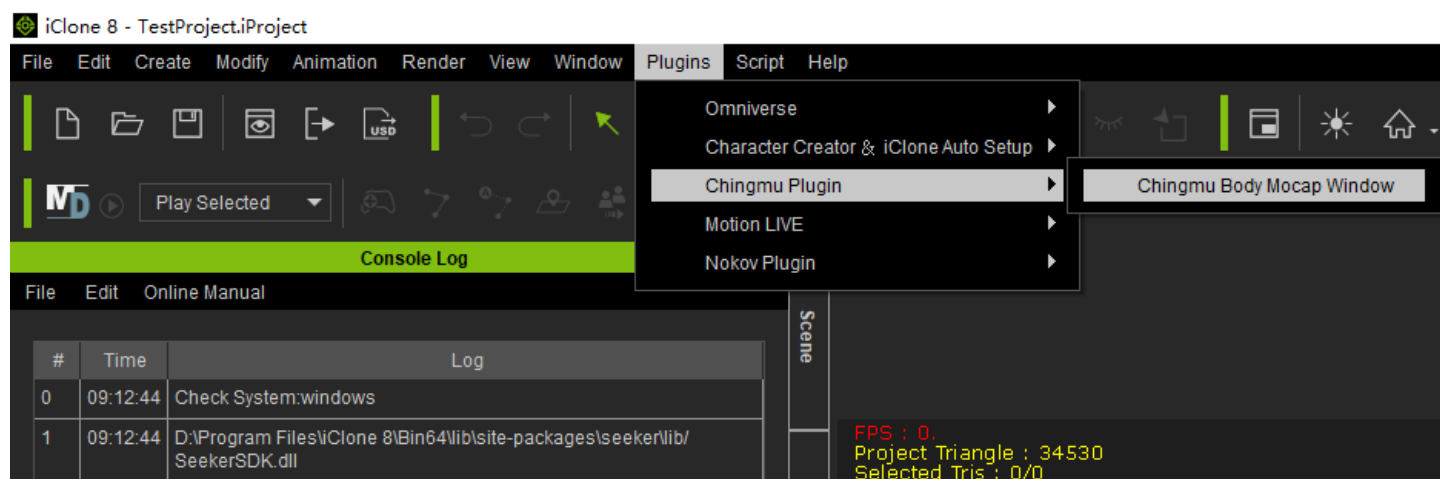 iClone 8 - TestProject.iProject
File Edit Create Modify Animation Render View Window Plugins Script Help
USD
Omniverse
Character Creator & iClone Auto Setup
Chingmu Plugin
Chingmu Body Mocap Window
Motion LIVE
Nokov Plugin
MD
Play Selected
Console Log
File Edit Online Manual
Scene
# Time Log
0 09:12:44 Check System:windows
1 09:12:44 D:\Program Files\iClone 8\Bin64\lib\site-packages\seeker\lib/
SeekerSDK.dll
FPS : 0.
Project Triangle : 34530
Selected Tris : 0/0